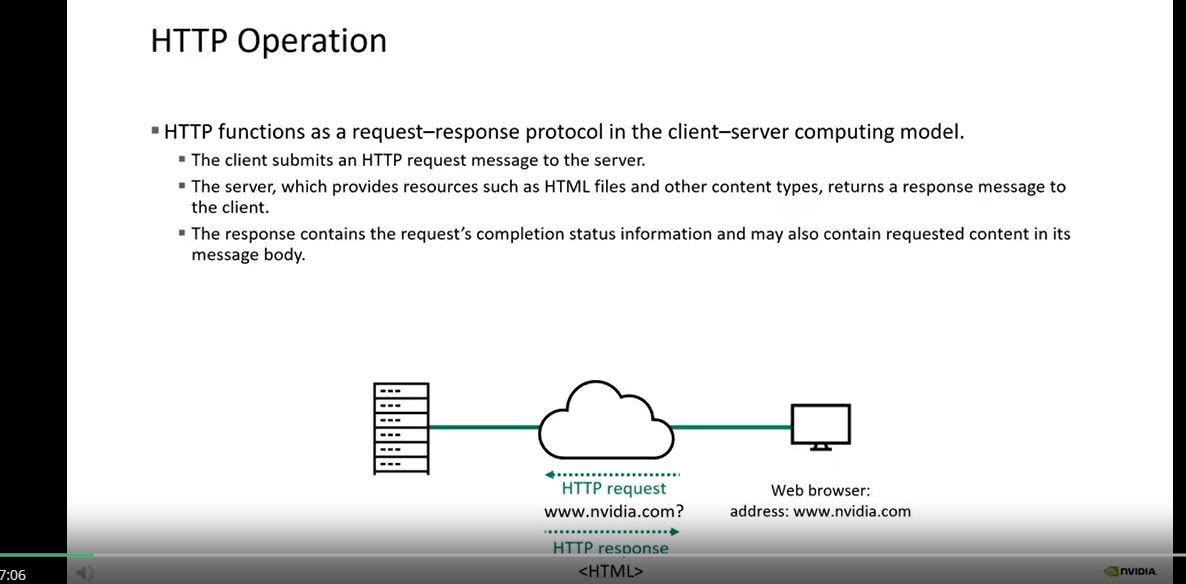 HTTP Operation
▪ HTTP functions as a request–response protocol in the client–server computing model.
▪ The client submits an HTTP request message to the server.
▪ The server, which provides resources such as HTML files and other content types, returns a response message to
the client.
▪ The response contains the request’s completion status information and may also contain requested content in its
message body.
HTTP request
www.nvidia.com?
HTTP response
<HTML>
Web browser:
address: www.nvidia.com
7:06
NVIDIA.